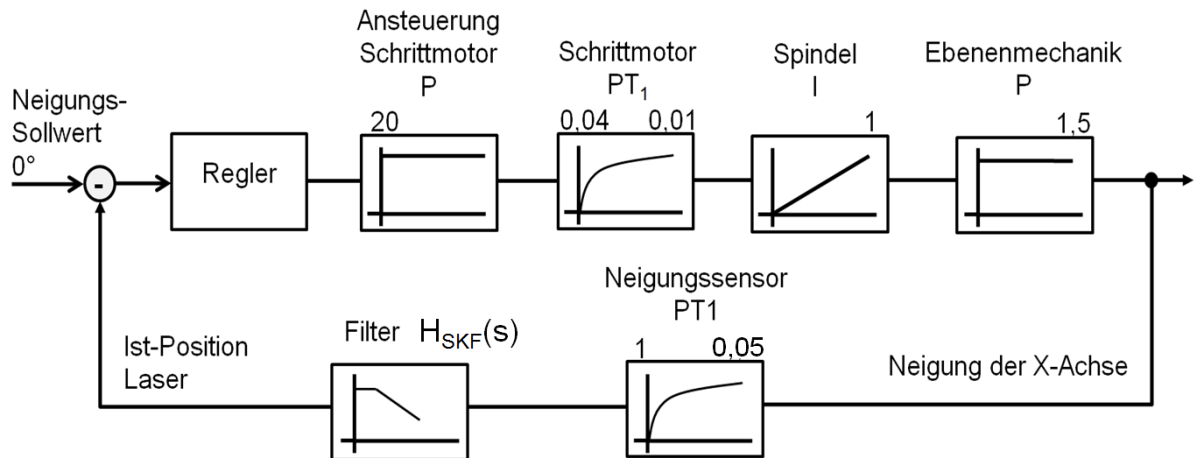 Ansteuerung
Schrittmotor
P
Schrittmotor
PT1
Spindel
I
Ebenenmechanik
P
Neigungs-
Sollwert
0°
20
0,04 0,01
1
1,5
-
Regler
Neigungssensor
PT1
Filter HSKF(s)
1 0,05
Ist-Position
Laser
Neigung der X-Achse